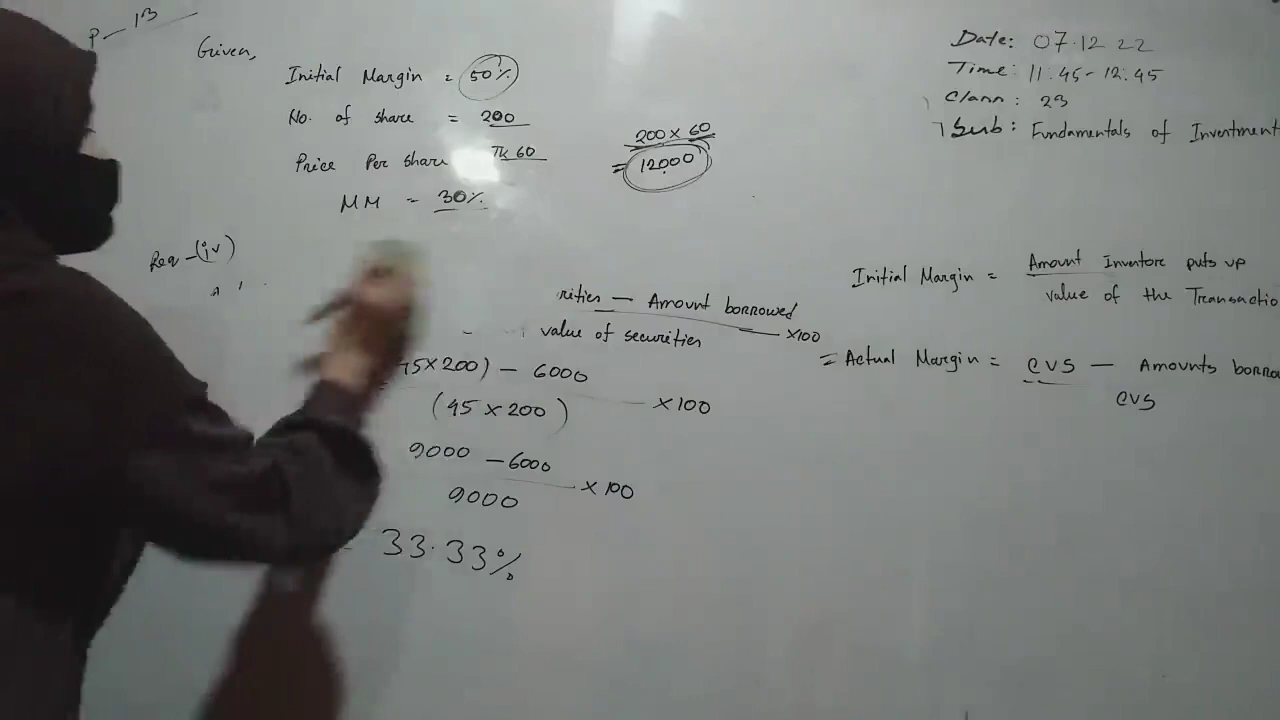 P - 13
Given,
Initial Margin = 50%
No. of share = 200
Price Per share Tk 60
MM = 30%
200 × 60
= 12000
Req - (iv)
rities — Amount borrowed
value of securities ×100
5×200) - 6000
(45 × 200) ×100
9000 - 6000
9000 ×100
33.33%
Date: 07.12.22
Time: 11:45 - 12:45
Class: 23
Sub: Fundamentals of Investment
Initial Margin = Amount Investors puts up
value of the Transactio
= Actual Margin = CVS — Amounts borro
CVS